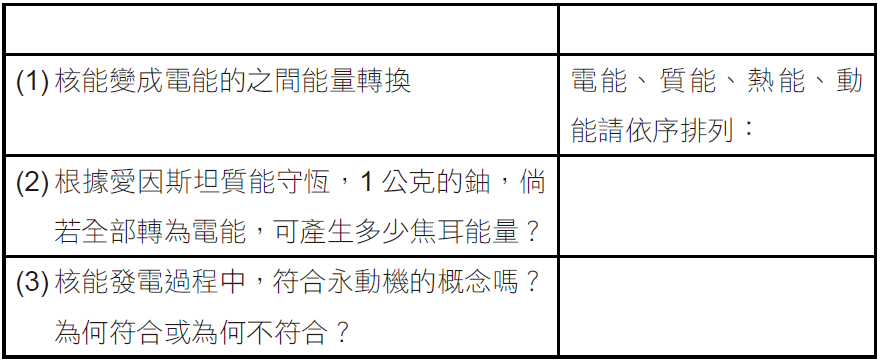 (1) 核能變成電能的之間能量轉換
電能、質能、熱能、動
能請依序排列：
(2) 根據愛因斯坦質能守恆，1 公克的鈾，倘
若全部轉為電能，可產生多少焦耳能量？
(3) 核能發電過程中，符合永動機的概念嗎？
為何符合或為何不符合？